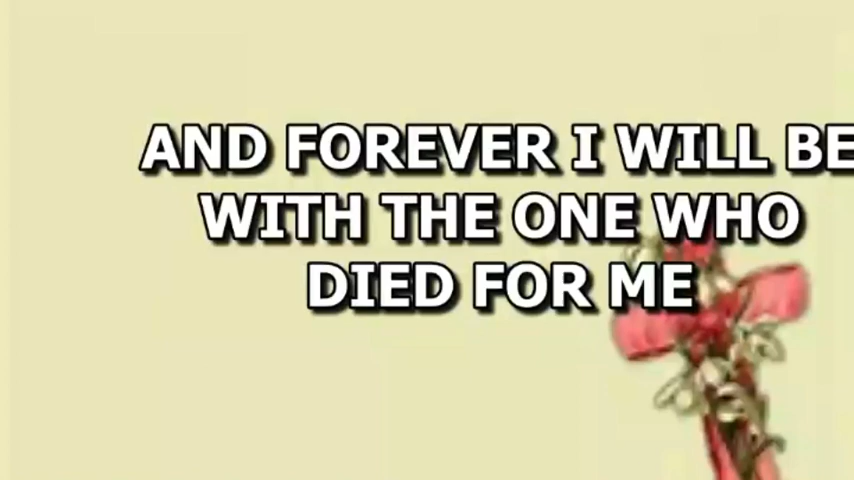 AND FOREVER I WILL BE
WITH THE ONE WHO
DIED FOR ME